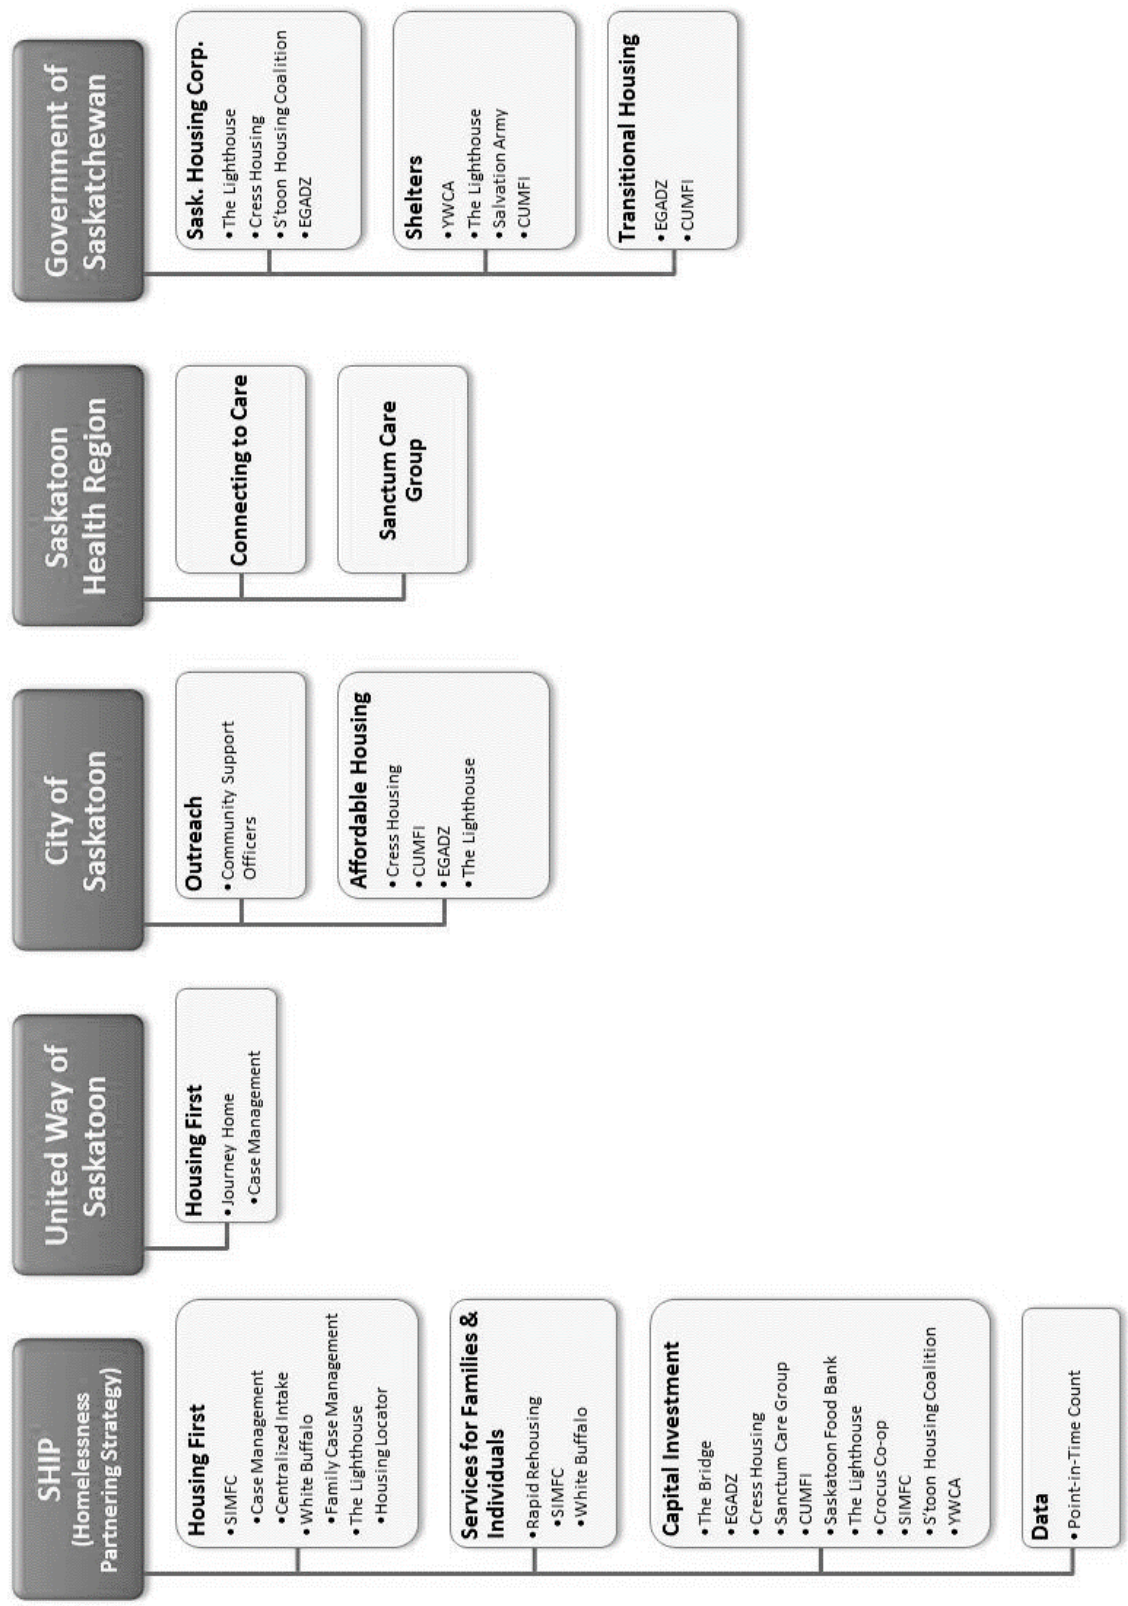 SHIP
(Homelessness
Partnering Strategy)
Housing First
• SIMFC
• Case Management
• Centralized Intake
• White Buffalo
• Family Case Management
• The Lighthouse
• Housing Locator
Services for Families &
Individuals
• Rapid Rehousing
• SIMFC
• White Buffalo
Capital Investment
• The Bridge
• EGADZ
• Cress Housing
• Sanctum Care Group
• CUMFI
• Saskatoon Food Bank
• The Lighthouse
• Crocus Co-op
• SIMFC
• S'toon Housing Coalition
• YWCA
Data
• Point-in-Time Count
United Way of
Saskatoon
Housing First
• Journey Home
• Case Management
City of
Saskatoon
Outreach
• Community Support
Officers
Affordable Housing
• Cress Housing
• CUMFI
• EGADZ
• The Lighthouse
Saskatoon
Health Region
Connecting to Care
Sanctum Care
Group
Government of
Saskatchewan
Sask. Housing Corp.
• The Lighthouse
• Cress Housing
• S'toon Housing Coalition
• EGADZ
Shelters
• YWCA
• The Lighthouse
• Salvation Army
• CUMFI
Transitional Housing
• EGADZ
• CUMFI